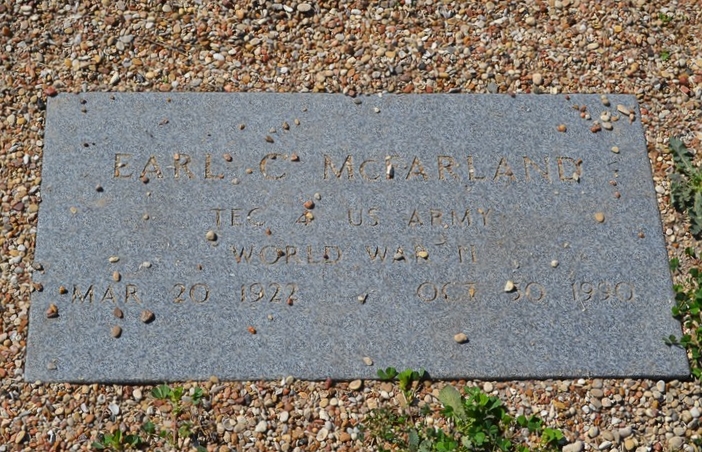 EARL C McFARLAND
TEC 4 US ARMY
WORLD WAR II
MAR 20 1922 OCT 30 1990